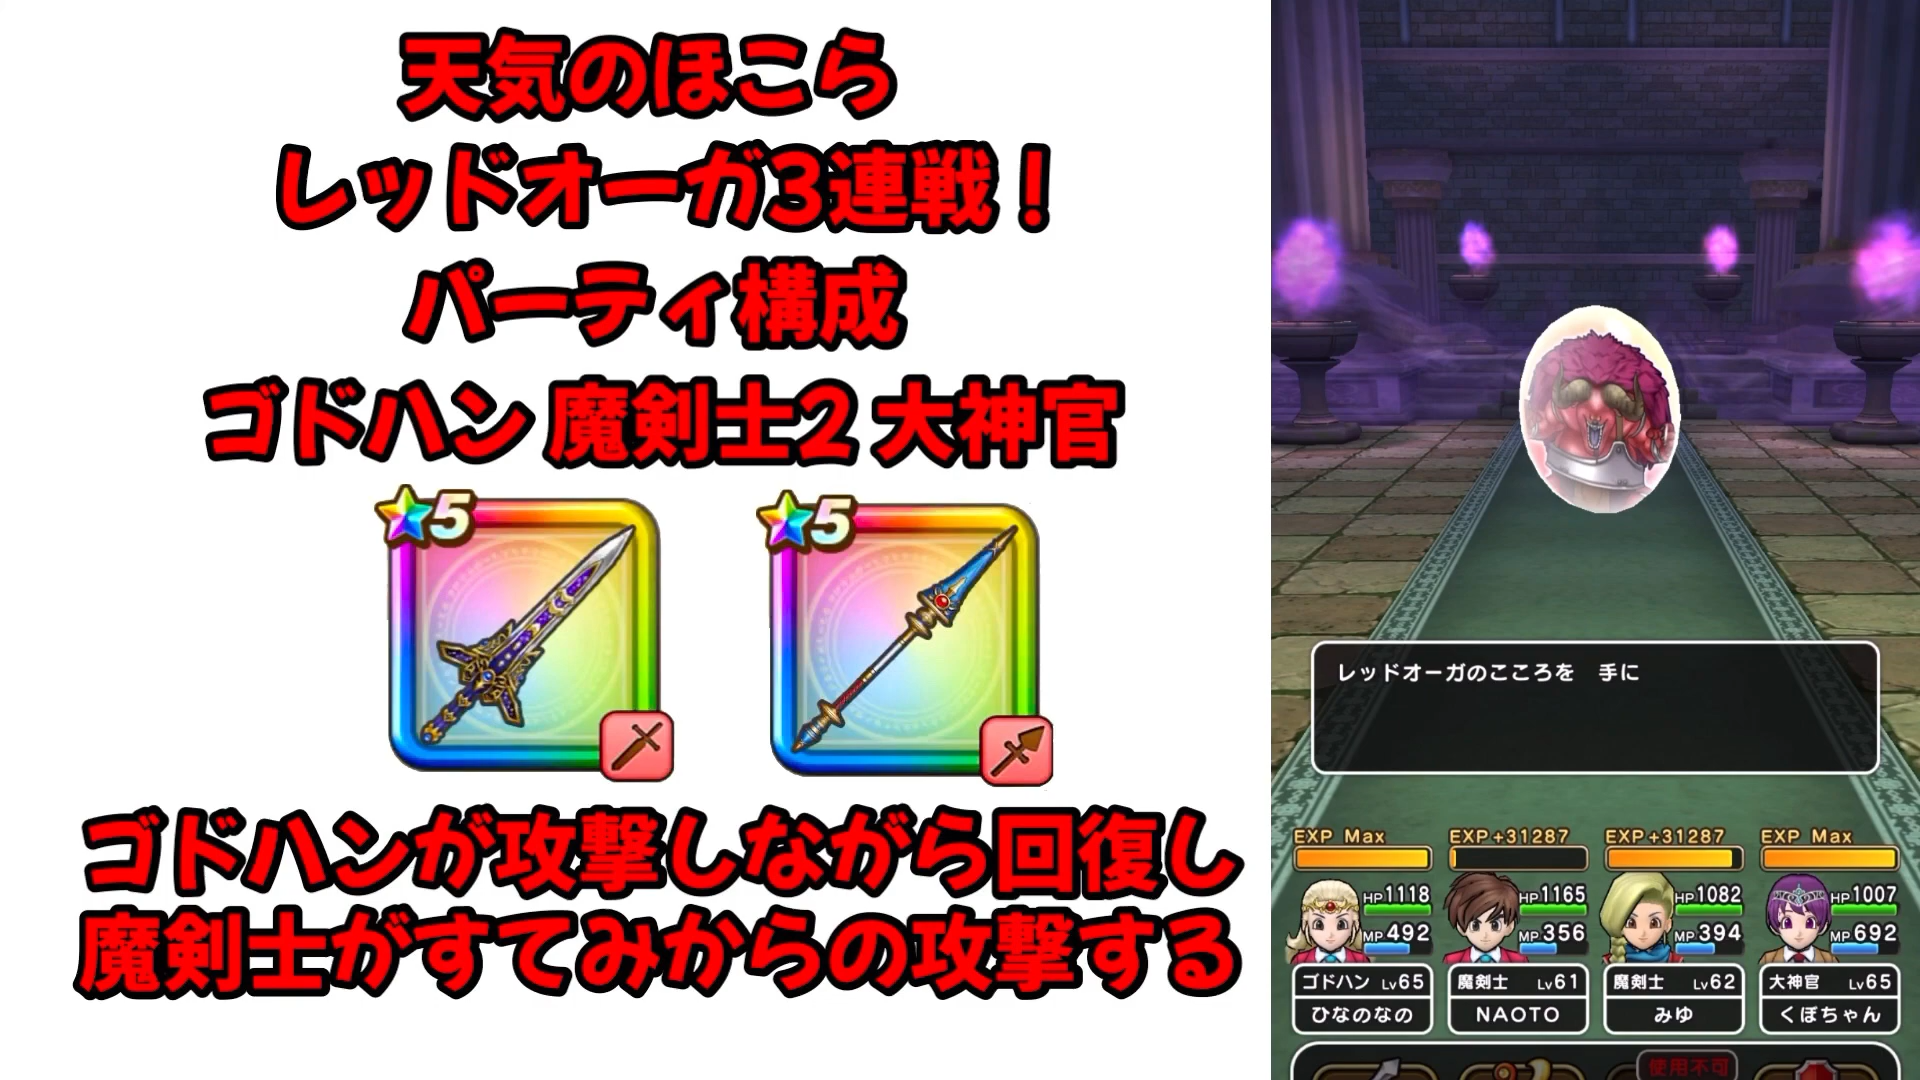 天気のほこら
レッドオーガ3連戦！
パーティ構成
ゴドハン 魔剣士2 大神官
★5
★5
ゴドハンが攻撃しながら回復し
魔剣士がすてみからの攻撃する
レッドオーガのこころを　手に
EXP Max
EXP+31287
EXP+31287
EXP Max
HP1118
MP492
HP1165
MP356
HP1082
MP394
HP1007
MP692
ゴドハン Lv65
ひなのなの
魔剣士 Lv61
NAOTO
魔剣士 Lv62
みゆ
大神官 Lv65
くぼちゃん
使用不可